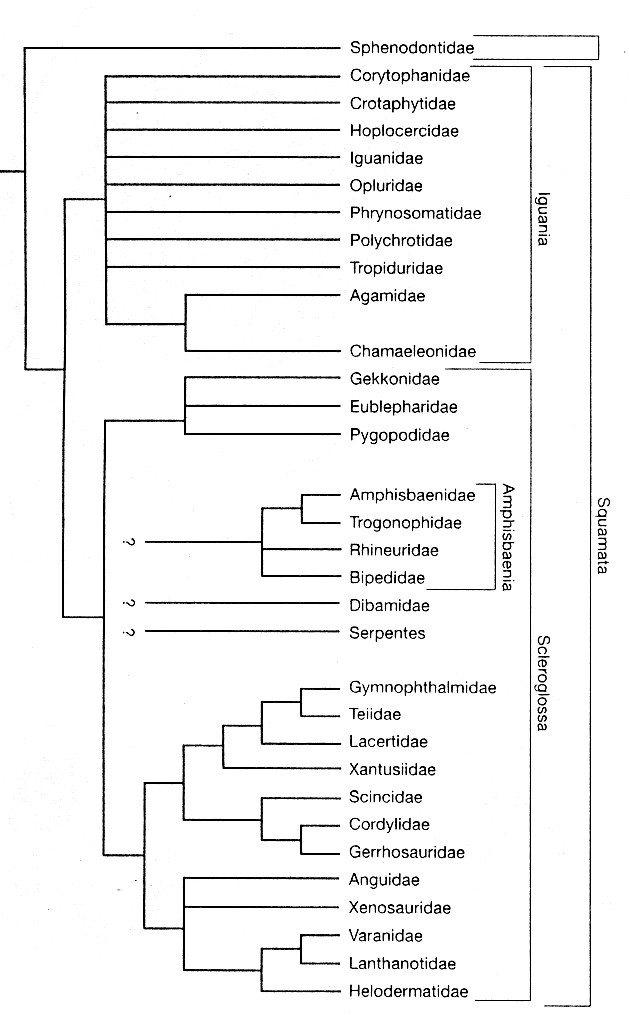 Sphenodontidae
Corytophanidae
Crotaphytidae
Hoplocercidae
Iguanidae
Opluridae
Phrynosomatidae
Polychrotidae
Tropiduridae
Agamidae
Chamaeleonidae
Iguania
Gekkonidae
Eublepharidae
Pygopodidae
Amphisbaenidae
Trogonophidae
? Rhineuridae
Bipedidae
Amphisbaenia
? Dibamidae
? Serpentes
Gymnophthalmidae
Teiidae
Lacertidae
Xantusiidae
Scincidae
Cordylidae
Gerrhosauridae
Anguidae
Xenosauridae
Varanidae
Lanthanotidae
Helodermatidae
Scleroglossa
Squamata